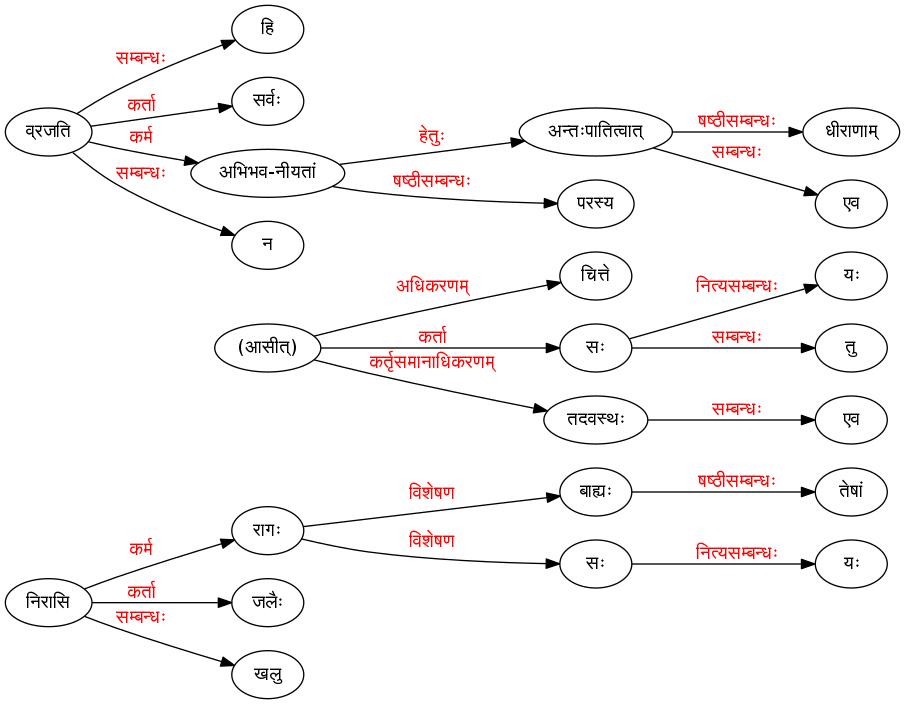 हि
सम्बन्धः
सर्वः
कर्ता
व्रजति
अन्तःपातित्वात्
षष्ठीसम्बन्धः
धीराणाम्
हेतुः
कर्म
सम्बन्धः
अभिभव-नीयतां
सम्बन्धः
षष्ठीसम्बन्धः
परस्य
एव
न
चित्ते
यः
अधिकरणम्
नित्यसम्बन्धः
(आसीत्)
कर्ता
सः
सम्बन्धः
तु
कर्तृसमानाधिकरणम्
तदवस्थः
सम्बन्धः
एव
विशेषण
बाह्यः
षष्ठीसम्बन्धः
तेषां
रागः
कर्म
विशेषण
सः
नित्यसम्बन्धः
यः
निरासि
कर्ता
जलैः
सम्बन्धः
खलु